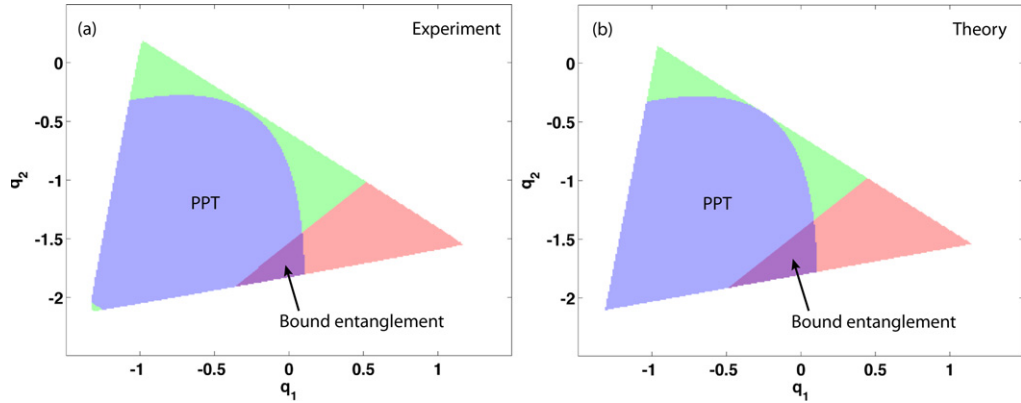 (a) Experiment
0
-0.5
-1
-1.5
-2
q2
PPT
Bound entanglement
-1 -0.5 0 0.5 1
q1
(b) Theory
0
-0.5
-1
-1.5
-2
q2
PPT
Bound entanglement
-1 -0.5 0 0.5 1
q1